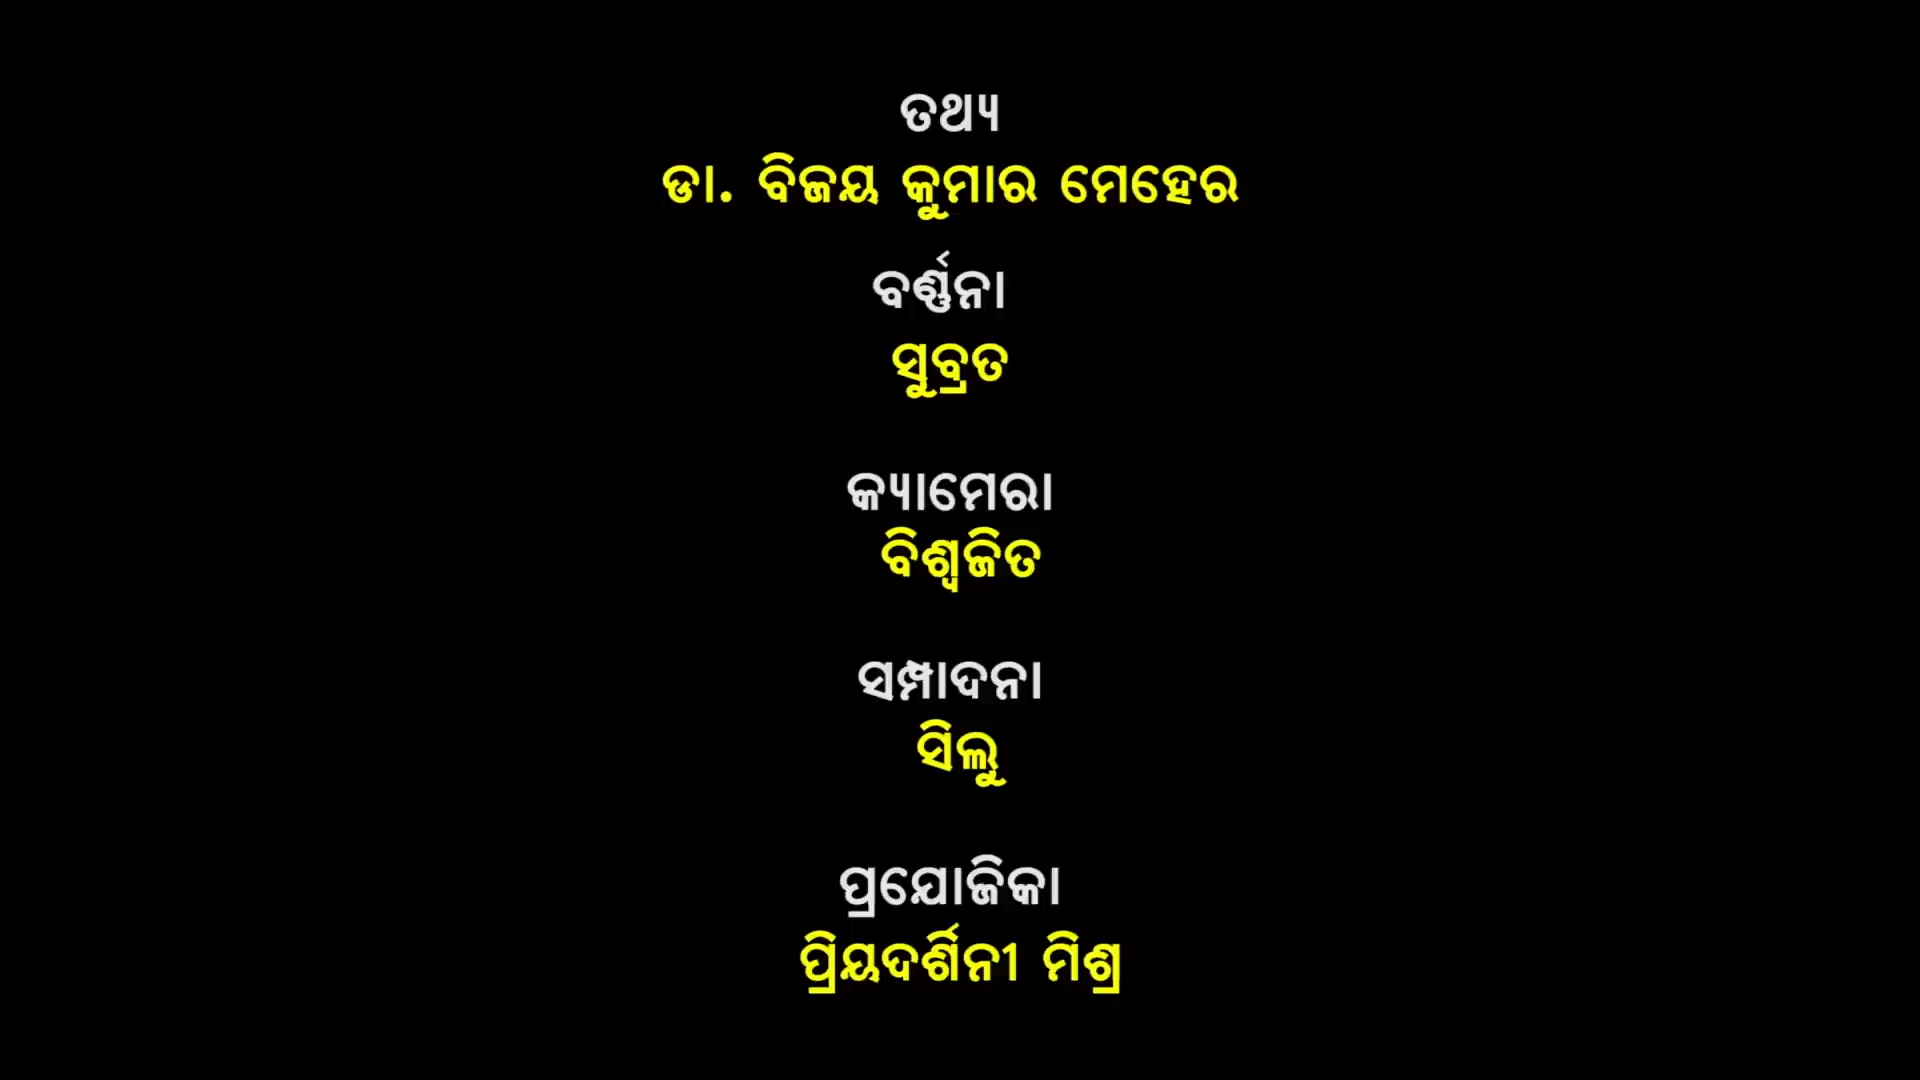 ତଥ୍ୟ
ଡା. ବିଜୟ କୁମାର ମେହେର
ବର୍ଣ୍ଣନା
ସୁବ୍ରତ
କ୍ୟାମେରା
ବିଶ୍ୱଜିତ
ସମ୍ପାଦନା
ସିଲୁ
ପ୍ରଯୋଜିକା
ପ୍ରିୟଦର୍ଶିନୀ ମିଶ୍ର